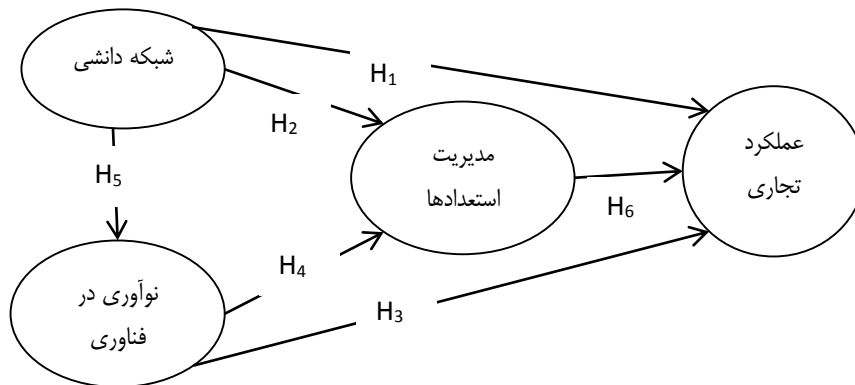 شبکه دانشی
H₁
H₂
عملکرد
تجاری
مدیریت
استعدادها
H₅
H₆
H₄
نوآوری در
فناوری
H₃